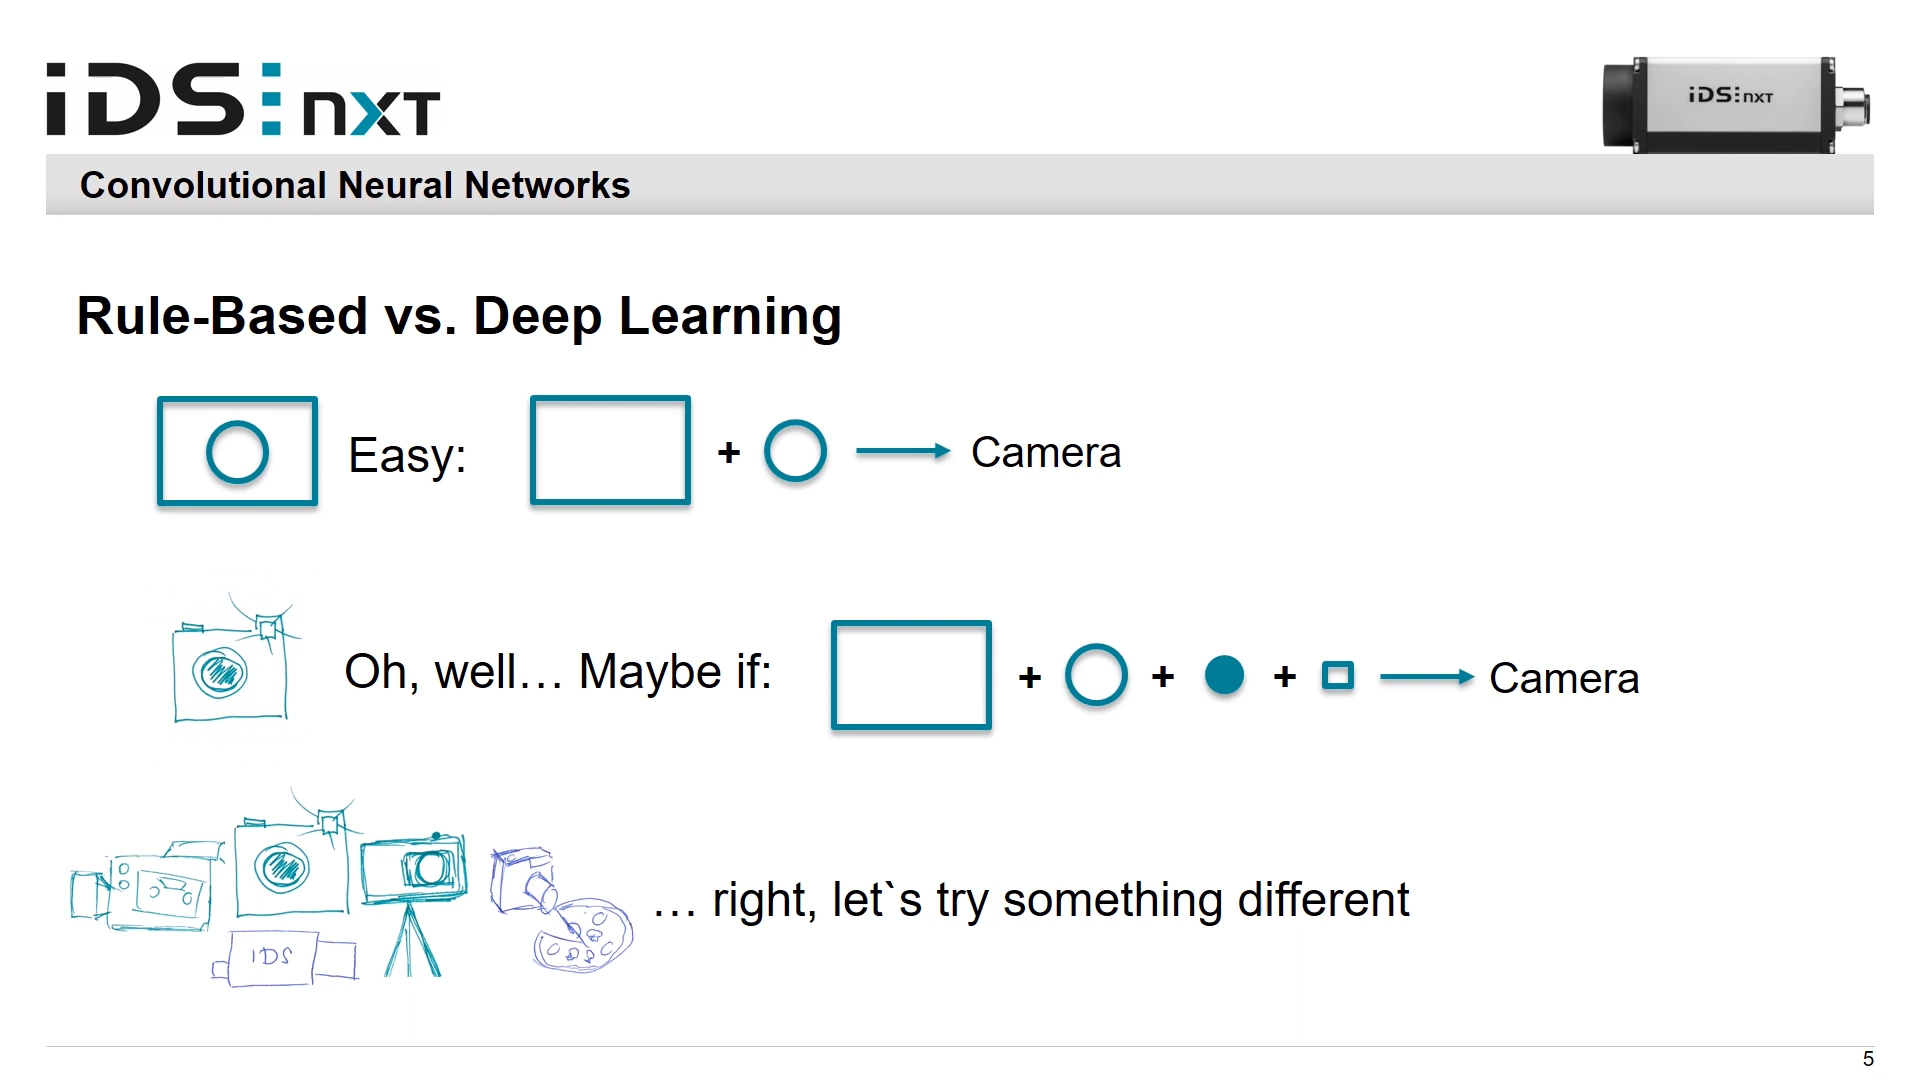 iDS nxt
iDS nxt
Convolutional Neural Networks
Rule-Based vs. Deep Learning
Easy: + Camera
Oh, well… Maybe if: + + + Camera
… right, let`s try something different
IDS
5